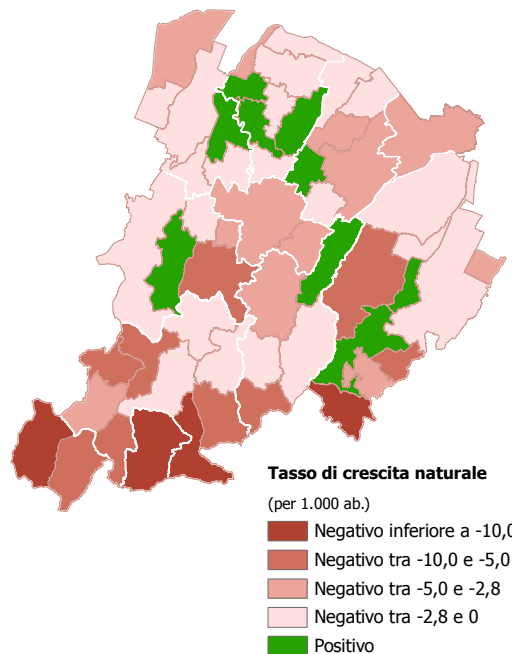 Tasso di crescita naturale
(per 1.000 ab.)
Negativo inferiore a -10,0
Negativo tra -10,0 e -5,0
Negativo tra -5,0 e -2,8
Negativo tra -2,8 e 0
Positivo